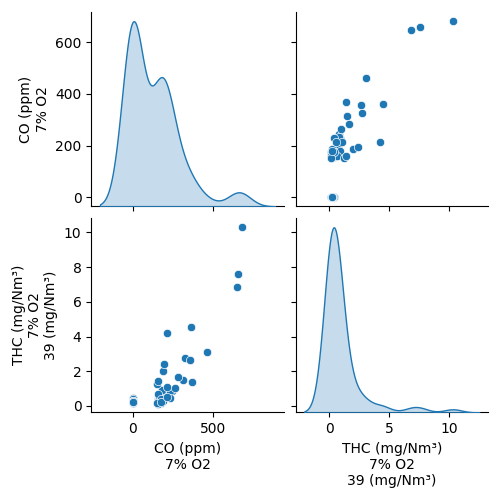 CO (ppm)
7% O2
600
400
200
0
THC (mg/Nm³)
7% O2
39 (mg/Nm³)
10
8
6
4
2
0
0
500
CO (ppm)
7% O2
0
5
10
THC (mg/Nm³)
7% O2
39 (mg/Nm³)